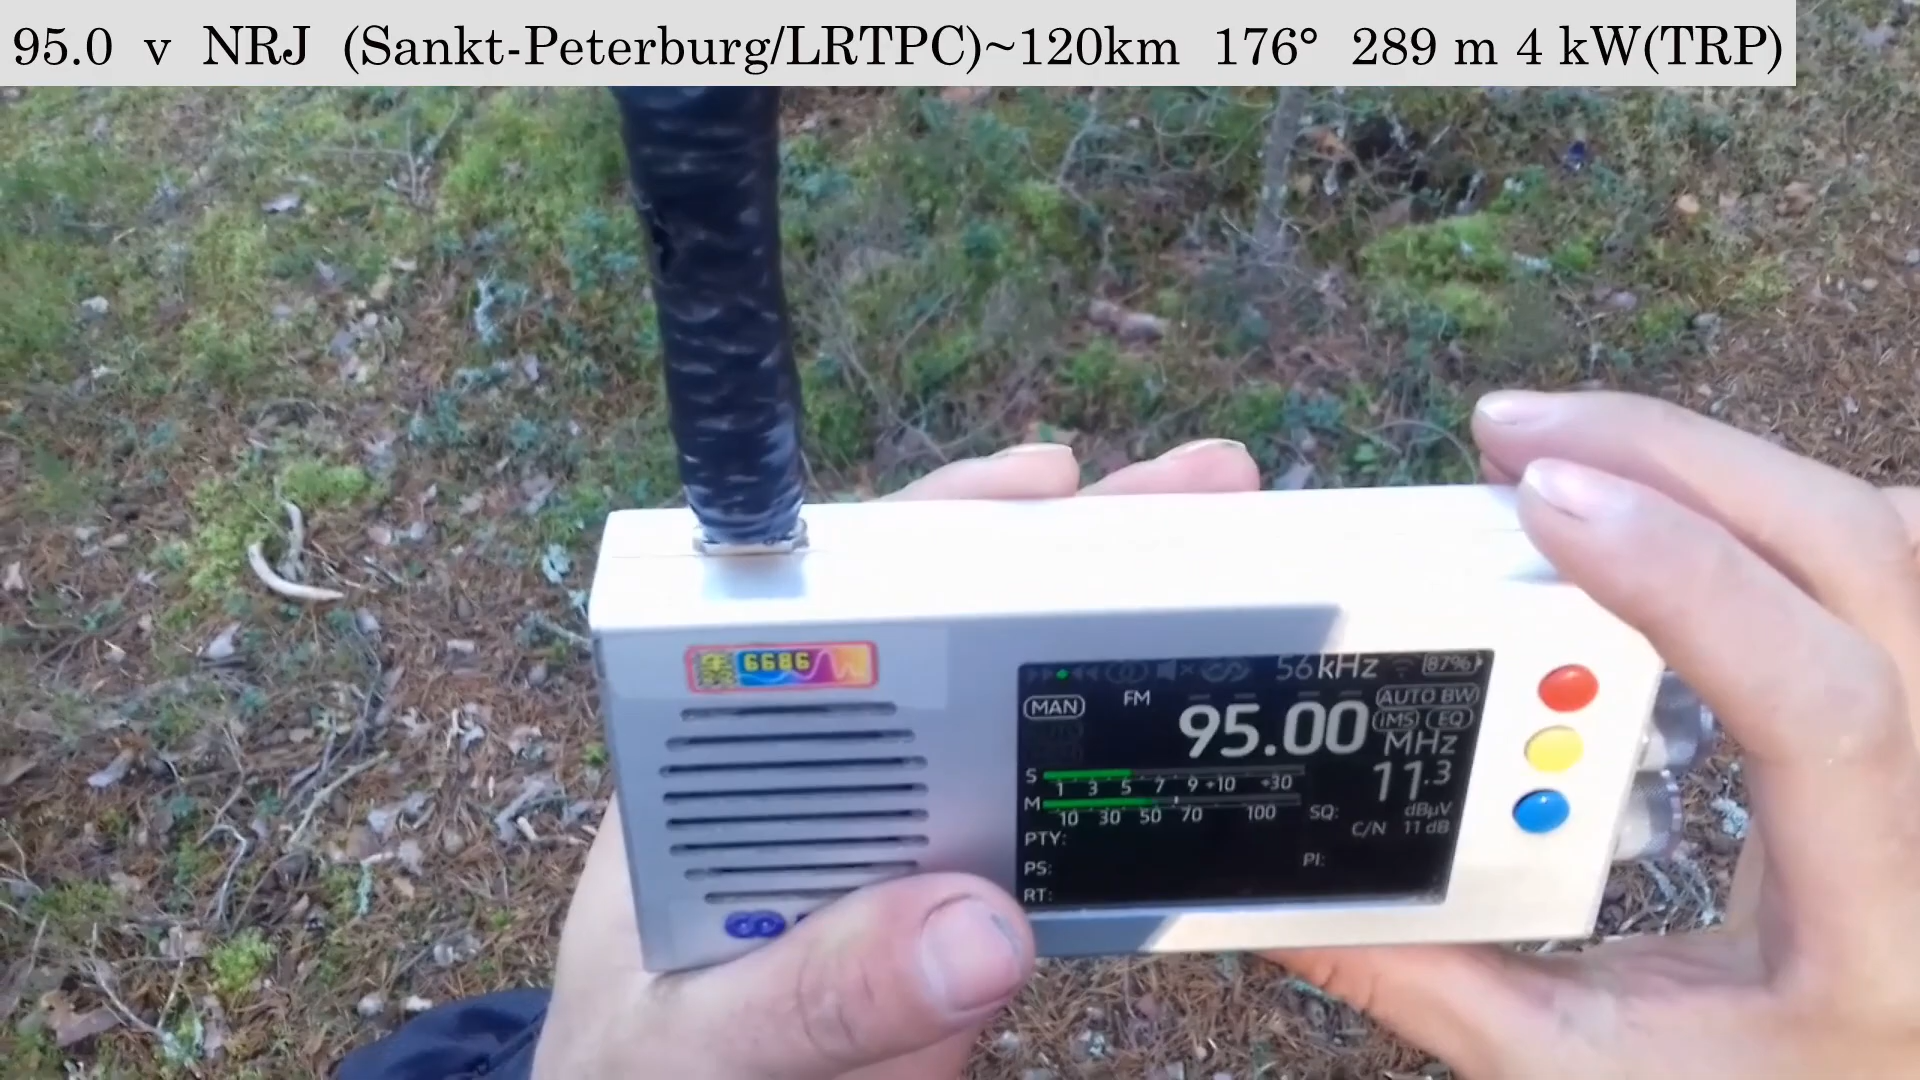 95.0 v NRJ (Sankt-Peterburg/LRTPC)~120km 176° 289 m 4 kW(TRP)
6686
56kHz 87%
MAN FM AUTO BW
95.00 iMS EQ
MHz
S 1 3 5 7 9 +10 +30 11.3
M 10 30 50 70 100 SQ: dBµV
C/N 11 dB
PTY:
PS: PI:
RT: